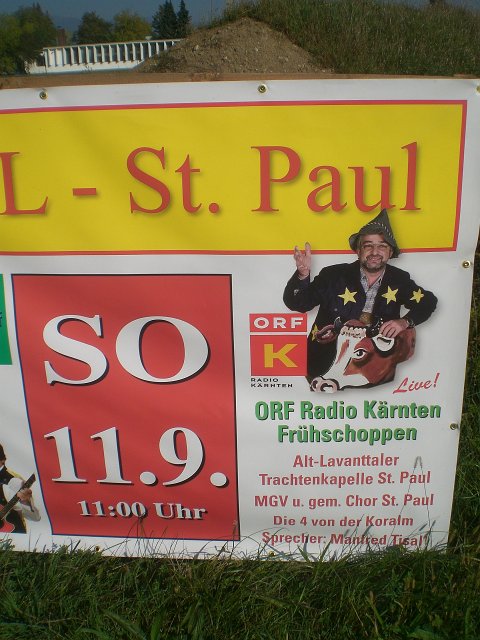 L - St. Paul
SO
11.9.
11:00 Uhr
ORF
K
RADIO
KÄRNTEN
Live!
ORF Radio Kärnten
Frühschoppen
Alt-Lavanttaler
Trachtenkapelle St. Paul
MGV u. gem. Chor St. Paul
Die 4 von der Koralm
Sprecher: Manfred